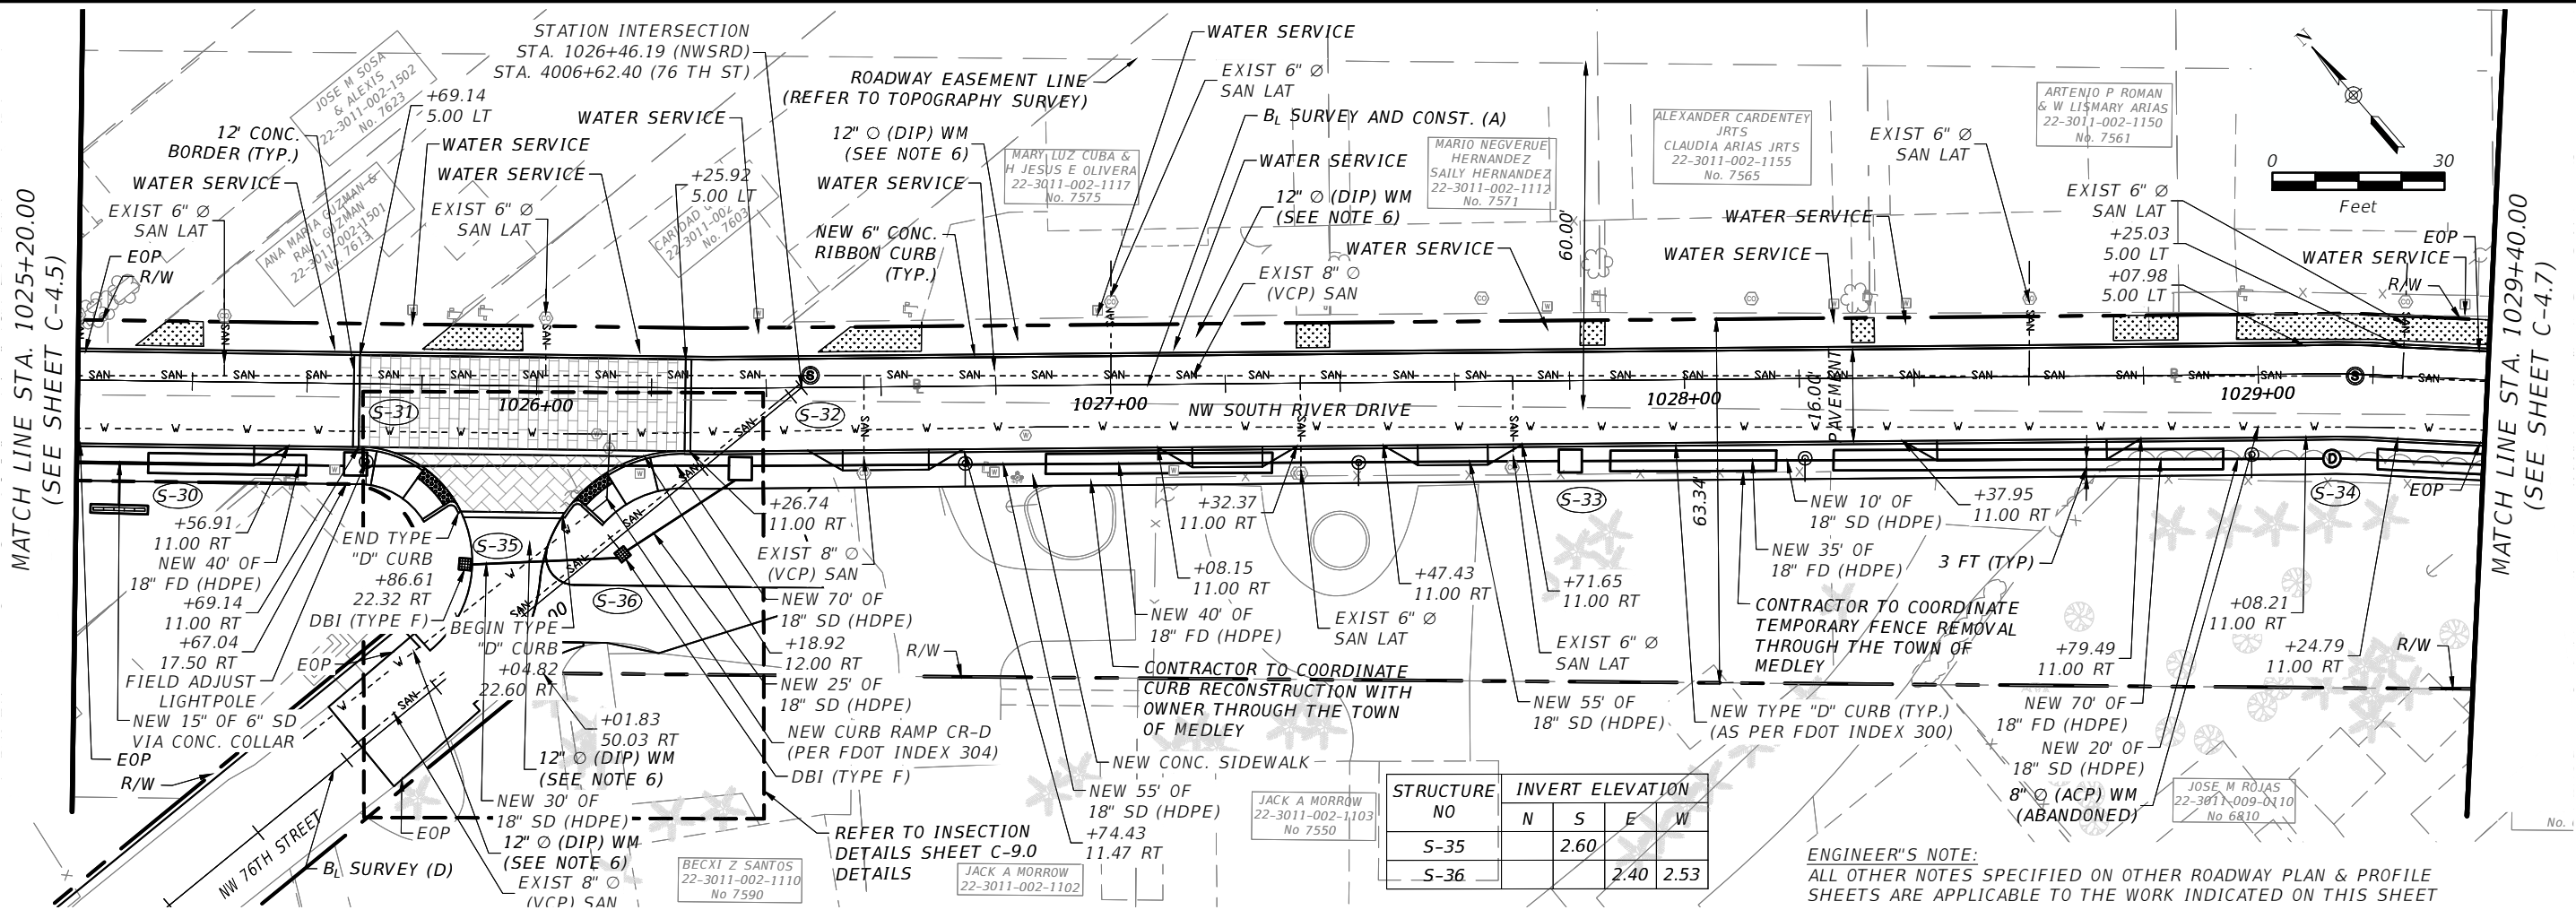 MATCH LINE STA. 1025+20.00
(SEE SHEET C-4.5)
STATION INTERSECTION
STA. 1026+46.19 (NWSRD)
STA. 4006+62.40 (76 TH ST)
JOSE M SOSA
& ALEXIS
22-3011-002-1502
No. 7623
+69.14
5.00 LT
12' CONC.
BORDER (TYP.)
WATER SERVICE
WATER SERVICE
WATER SERVICE
WATER SERVICE
EXIST 6" Ø
SAN LAT
ANA MARIA GUZMAN &
RAUL GUZMAN
22-3011-002-1501
No. 7613
EXIST 6" Ø
SAN LAT
EOP
R/W
+25.92
5.00 LT
CARIDAD
22-3011-002
No. 7603
ROADWAY EASEMENT LINE
(REFER TO TOPOGRAPHY SURVEY)
12" Ø (DIP) WM
(SEE NOTE 6)
WATER SERVICE
NEW 6" CONC.
RIBBON CURB
(TYP.)
MARY LUZ CUBA &
H JESUS E OLIVERA
22-3011-002-1117
No. 7575
WATER SERVICE
EXIST 6" Ø
SAN LAT
BL SURVEY AND CONST. (A)
WATER SERVICE
12" Ø (DIP) WM
(SEE NOTE 6)
EXIST 8" Ø
(VCP) SAN
MARIO NEGVERUE
HERNANDEZ
SAILY HERNANDEZ
22-3011-002-1112
No. 7571
WATER SERVICE
60.00'
ALEXANDER CARDENTEY
JRTS
CLAUDIA ARIAS JRTS
22-3011-002-1155
No. 7565
WATER SERVICE
WATER SERVICE
EXIST 6" Ø
SAN LAT
ARTENIO P ROMAN
& W LISMARY ARIAS
22-3011-002-1150
No. 7561
EXIST 6" Ø
SAN LAT
+25.03
5.00 LT
+07.98
5.00 LT
N
0 30
Feet
EOP
WATER SERVICE
R/W
MATCH LINE STA. 1029+40.00
(SEE SHEET C-4.7)
S-31
1026+00
S-32
1027+00
NW SOUTH RIVER DRIVE
1028+00
16.00'
PAVEMENT
1029+00
S-30
+56.91
11.00 RT
NEW 40' OF
18" FD (HDPE)
+69.14
11.00 RT
+67.04
17.50 RT
FIELD ADJUST
LIGHTPOLE
NEW 15" OF 6" SD
VIA CONC. COLLAR
EOP
R/W
END TYPE
"D" CURB
+86.61
22.32 RT
DBI (TYPE F)
EOP
S-35
S-36
BEGIN TYPE
"D" CURB
+04.82
22.60 RT
+01.83
50.03 RT
12" Ø (DIP) WM
(SEE NOTE 6)
NEW 30' OF
18" SD (HDPE)
12" Ø (DIP) WM
(SEE NOTE 6)
EXIST 8" Ø
(VCP) SAN
EOP
NW 76TH STREET
BL SURVEY (D)
+26.74
11.00 RT
EXIST 8" Ø
(VCP) SAN
NEW 70' OF
18" SD (HDPE)
+18.92
12.00 RT
NEW 25' OF
18" SD (HDPE)
NEW CURB RAMP CR-D
(PER FDOT INDEX 304)
DBI (TYPE F)
REFER TO INSECTION
DETAILS SHEET C-9.0
DETAILS
BECXI Z SANTOS
22-3011-002-1110
No 7590
JACK A MORROW
22-3011-002-1102
R/W
+32.37
11.00 RT
+08.15
11.00 RT
NEW 40' OF
18" FD (HDPE)
CONTRACTOR TO COORDINATE
CURB RECONSTRUCTION WITH
OWNER THROUGH THE TOWN
OF MEDLEY
NEW CONC. SIDEWALK
NEW 55' OF
18" SD (HDPE)
+74.43
11.47 RT
JACK A MORROW
22-3011-002-1103
No 7550
+47.43
11.00 RT
EXIST 6" Ø
SAN LAT
+71.65
11.00 RT
EXIST 6" Ø
SAN LAT
NEW 55' OF
18" SD (HDPE)
S-33
63.34'
NEW TYPE "D" CURB (TYP.)
(AS PER FDOT INDEX 300)
NEW 10' OF
18" SD (HDPE)
NEW 35' OF
18" FD (HDPE)
CONTRACTOR TO COORDINATE
TEMPORARY FENCE REMOVAL
THROUGH THE TOWN OF
MEDLEY
+37.95
11.00 RT
3 FT (TYP)
S-34
EOP
+08.21
11.00 RT
+79.49
11.00 RT
+24.79
11.00 RT
R/W
NEW 70' OF
18" FD (HDPE)
NEW 20' OF
18" SD (HDPE)
8" Ø (ACP) WM
(ABANDONED)
JOSE M ROJAS
22-3011-009-0110
No 6810
No.
STRUCTURE NO INVERT ELEVATION
N S E W
S-35 2.60
S-36 2.40 2.53
ENGINEER"S NOTE:
ALL OTHER NOTES SPECIFIED ON OTHER ROADWAY PLAN & PROFILE
SHEETS ARE APPLICABLE TO THE WORK INDICATED ON THIS SHEET